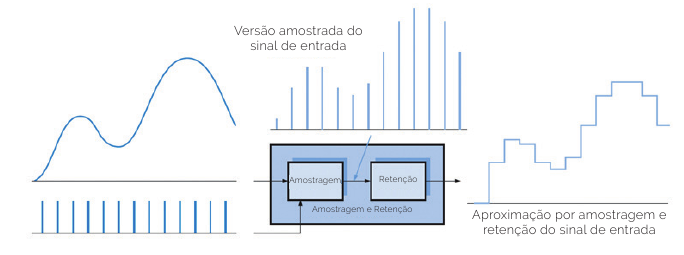 Versão amostrada do
sinal de entrada
Amostragem
Retenção
Amostragem e Retenção
Aproximação por amostragem e
retenção do sinal de entrada